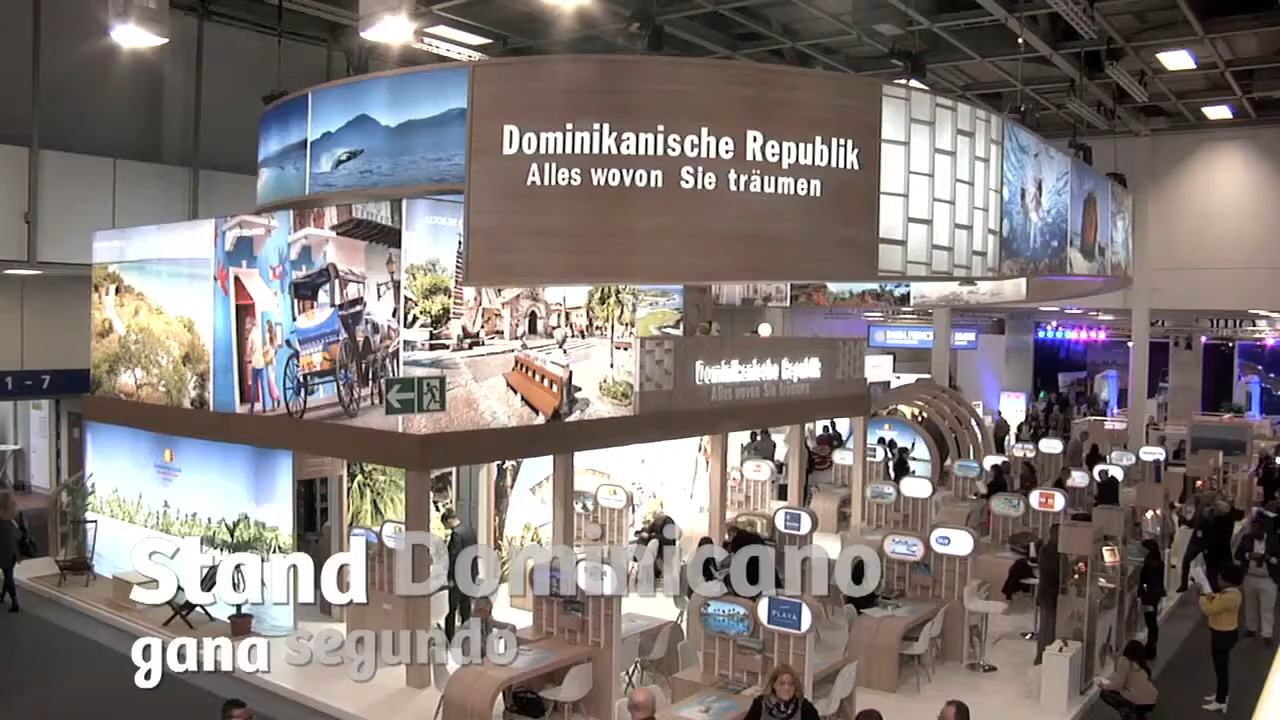 Dominikanische Republik
Alles wovon Sie träumen
Dominikanische Republik
Alles wovon Sie träumen
1 - 7
PLAYA
Stand Dominicano
gana segundo